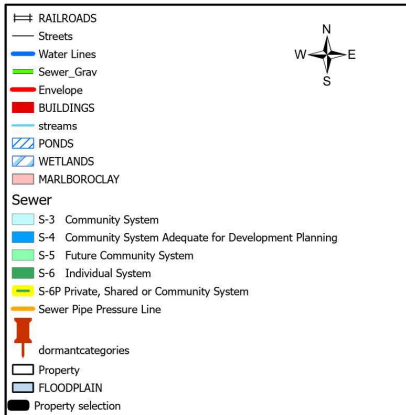 RAILROADS
Streets
Water Lines
Sewer_Grav
Envelope
BUILDINGS
streams
PONDS
WETLANDS
MARLBOROCLAY
Sewer
S-3 Community System
S-4 Community System Adequate for Development Planning
S-5 Future Community System
S-6 Individual System
S-6P Private, Shared or Community System
Sewer Pipe Pressure Line
dormantcategories
Property
FLOODPLAIN
Property selection
N
W E
S